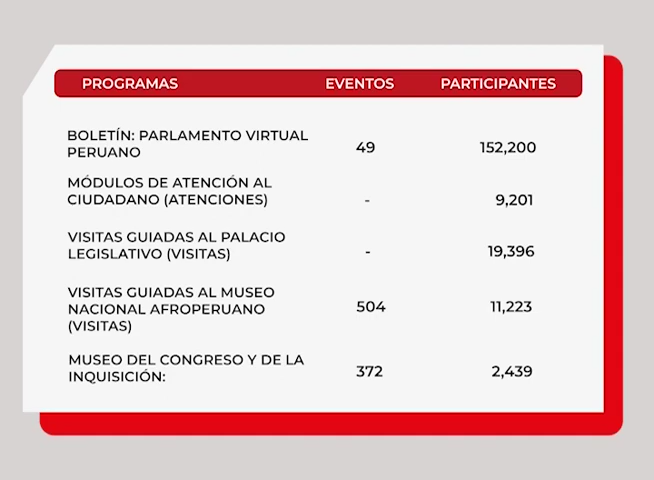 PROGRAMAS EVENTOS PARTICIPANTES
BOLETÍN: PARLAMENTO VIRTUAL
PERUANO 49 152,200
MÓDULOS DE ATENCIÓN AL
CIUDADANO (ATENCIONES) - 9,201
VISITAS GUIADAS AL PALACIO
LEGISLATIVO (VISITAS) - 19,396
VISITAS GUIADAS AL MUSEO
NACIONAL AFROPERUANO 504 11,223
(VISITAS)
MUSEO DEL CONGRESO Y DE LA
INQUISICIÓN: 372 2,439